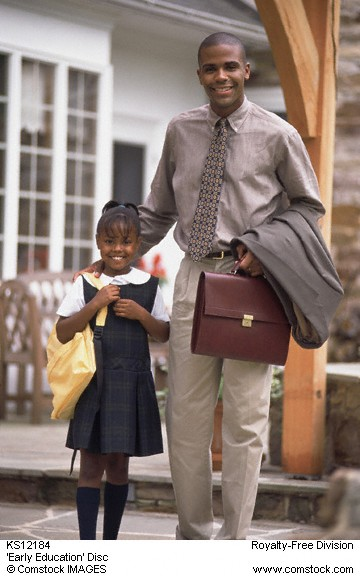 KS12184 Royalty-Free Division
'Early Education' Disc
© Comstock IMAGES www.comstock.com